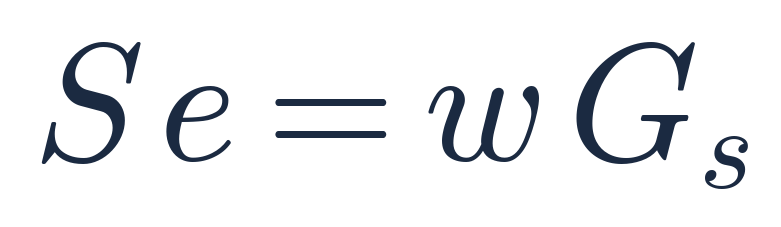 Se = wG_s